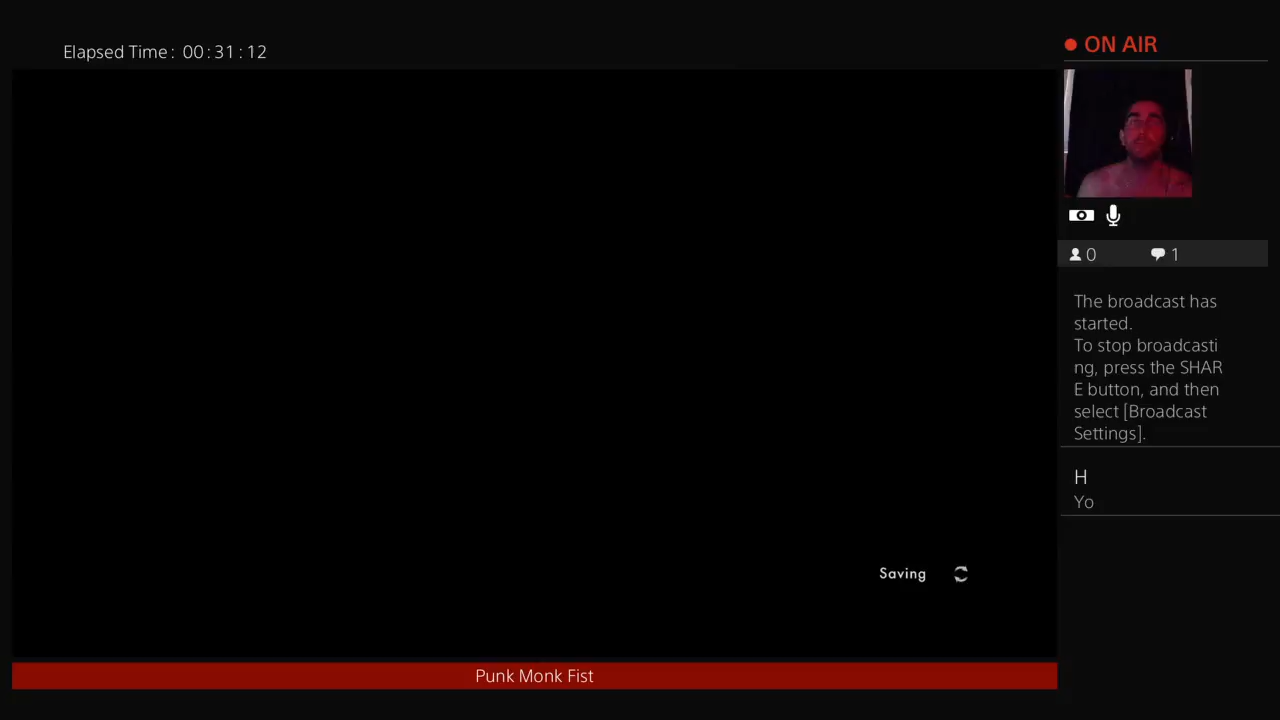 Elapsed Time: 00:31:12
ON AIR
0 1
The broadcast has
started.
To stop broadcasti
ng, press the SHAR
E button, and then
select [Broadcast
Settings].
H
Yo
Saving
Punk Monk Fist